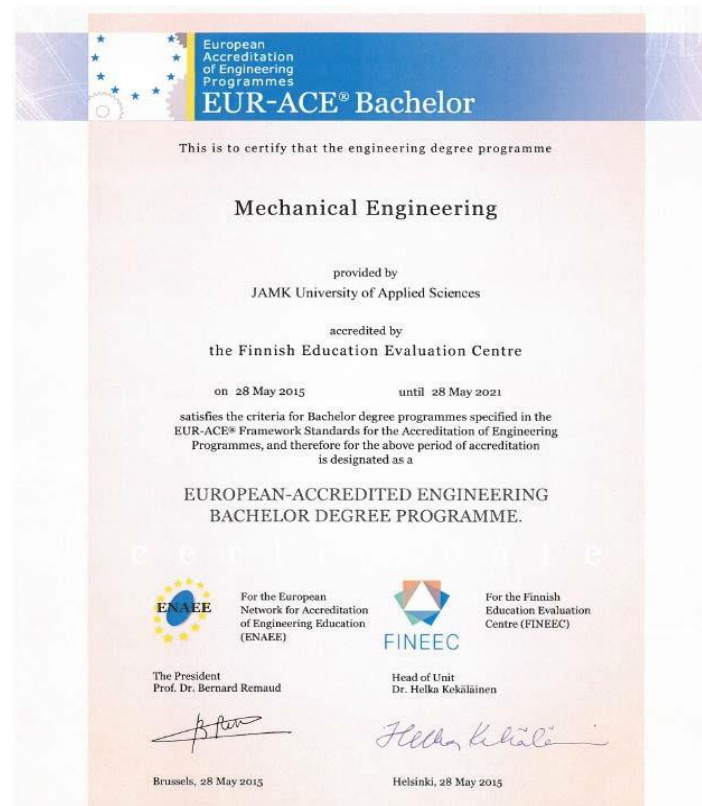 European
Accreditation
of Engineering
Programmes
EUR-ACE® Bachelor
This is to certify that the engineering degree programme
Mechanical Engineering
provided by
JAMK University of Applied Sciences
accredited by
the Finnish Education Evaluation Centre
on 28 May 2015 until 28 May 2021
satisfies the criteria for Bachelor degree programmes specified in the
EUR-ACE® Framework Standards for the Accreditation of Engineering
Programmes, and therefore for the above period of accreditation
is designated as a
EUROPEAN-ACCREDITED ENGINEERING
BACHELOR DEGREE PROGRAMME.
certificate
ENAEE
For the European
Network for Accreditation
of Engineering Education
(ENAEE)
FINEEC
For the Finnish
Education Evaluation
Centre (FINEEC)
The President
Prof. Dr. Bernard Remaud
Head of Unit
Dr. Helka Kekäläinen
Brussels, 28 May 2015
Helsinki, 28 May 2015